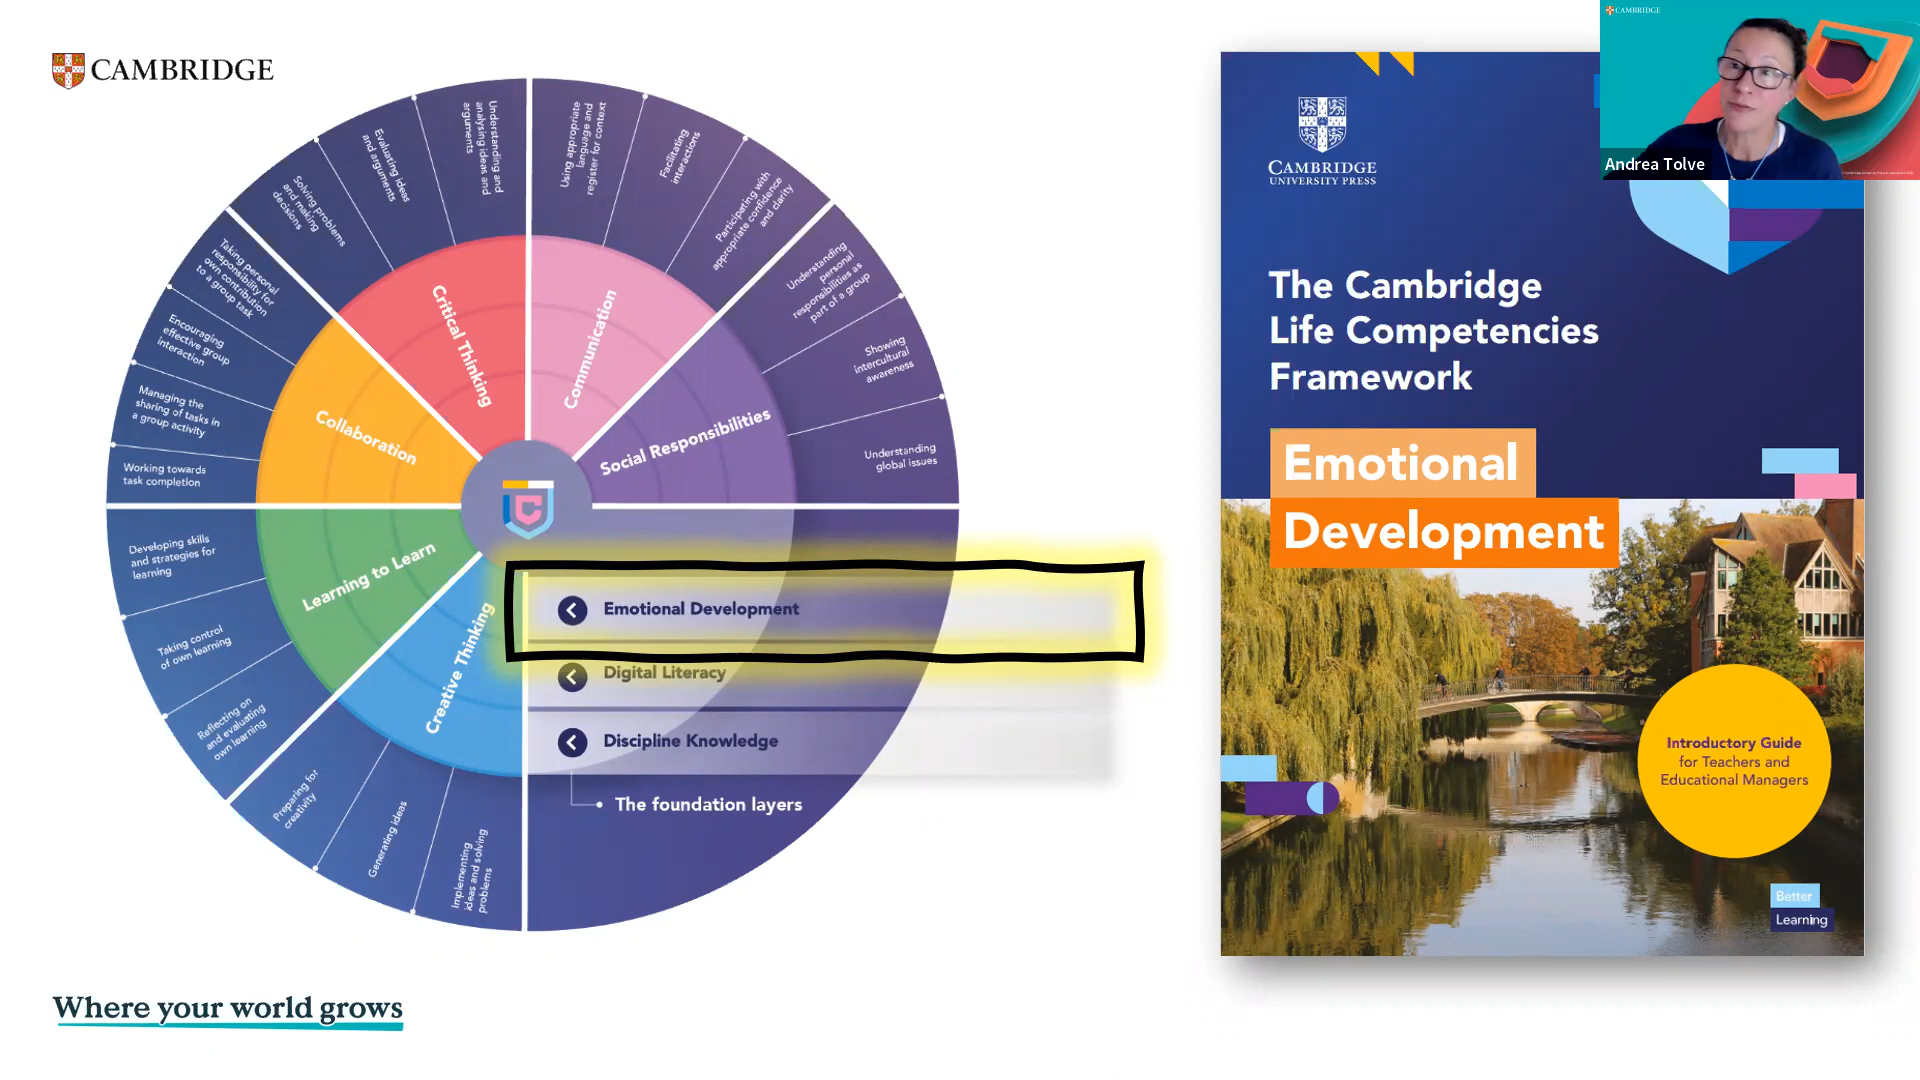 CAMBRIDGE
Understanding and
analysing ideas and
arguments
Evaluating ideas
and arguments
Solving problems
and making
decisions
Critical Thinking
Using appropriate
language and
register for context
Facilitating
interactions
Participating with
appropriate confidence
and clarity
Communication
Understanding
personal
responsibilities as
part of a group
Showing
intercultural
awareness
Understanding
global issues
Social Responsibilities
Taking personal
responsibility for
own contribution
to a group task
Encouraging
effective group
interaction
Managing the
sharing of tasks in
a group activity
Working towards
task completion
Collaboration
Developing skills
and strategies for
learning
Taking control
of own learning
Reflecting on
and evaluating
own learning
Learning to Learn
Preparing for
creativity
Generating ideas
Implementing
ideas and solving
problems
Creative Thinking
Emotional Development
Digital Literacy
Discipline Knowledge
The foundation layers
Where your world grows
CAMBRIDGE
UNIVERSITY PRESS
The Cambridge
Life Competencies
Framework
Emotional
Development
Introductory Guide
for Teachers and
Educational Managers
Better
Learning
CAMBRIDGE
Andrea Tolve